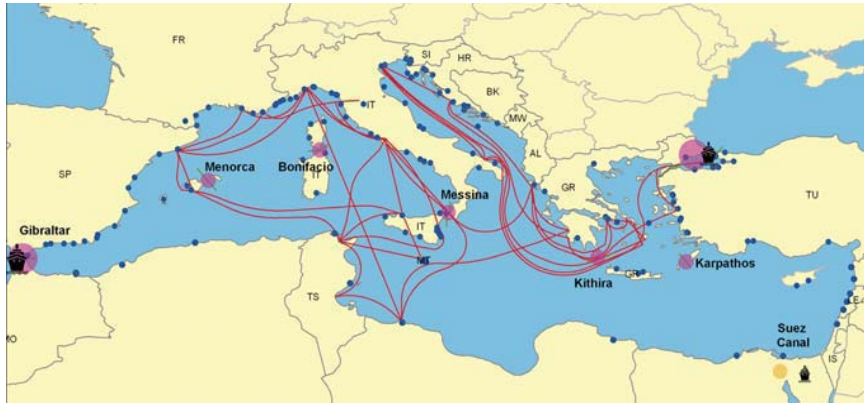 FR
SI
HR
BK
MW
IT
AL
SP
Menorca
Bonifacio
IT
Messina
GR
TU
Gibraltar
IT
MT
Kithira
GR
Karpathos
TS
MO
LE
Suez
Canal
IS